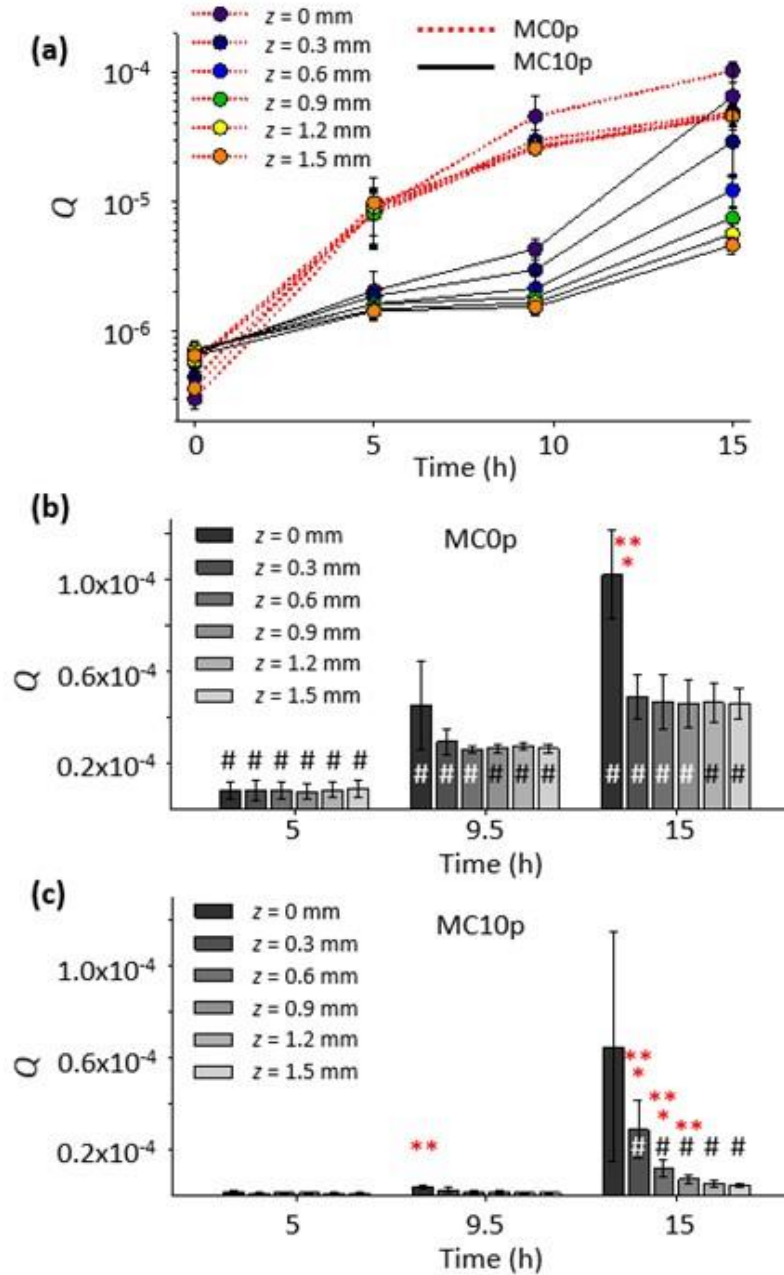 (a)
z = 0 mm
z = 0.3 mm
z = 0.6 mm
z = 0.9 mm
z = 1.2 mm
z = 1.5 mm
MC0p
MC10p
Q
10⁻⁴
10⁻⁵
10⁻⁶
0 5 10 15
Time (h)
(b)
MC0p
z = 0 mm
z = 0.3 mm
z = 0.6 mm
z = 0.9 mm
z = 1.2 mm
z = 1.5 mm
Q
1.0x10⁻⁴
0.6x10⁻⁴
0.2x10⁻⁴
**
*
# # # # # #
# # # # # #
# # # # # #
5 9.5 15
Time (h)
(c)
MC10p
z = 0 mm
z = 0.3 mm
z = 0.6 mm
z = 0.9 mm
z = 1.2 mm
z = 1.5 mm
Q
1.0x10⁻⁴
0.6x10⁻⁴
0.2x10⁻⁴
**
**
*
**
*
**
# # # # #
5 9.5 15
Time (h)